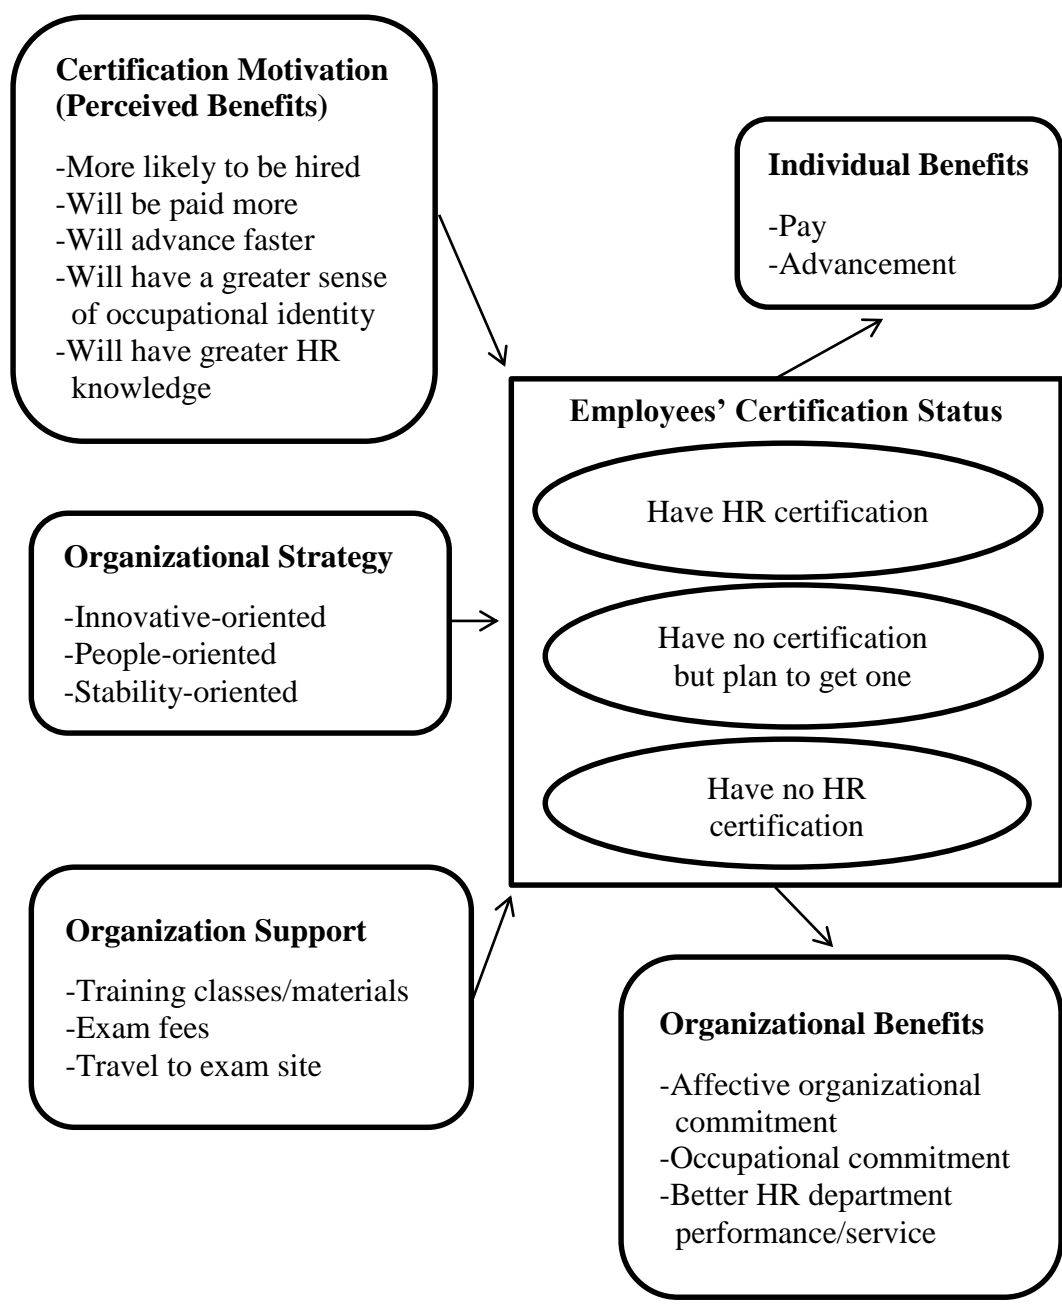 Certification Motivation
(Perceived Benefits)
-More likely to be hired
-Will be paid more
-Will advance faster
-Will have a greater sense
of occupational identity
-Will have greater HR
knowledge
Organizational Strategy
-Innovative-oriented
-People-oriented
-Stability-oriented
Organization Support
-Training classes/materials
-Exam fees
-Travel to exam site
Individual Benefits
-Pay
-Advancement
Employees’ Certification Status
Have HR certification
Have no certification
but plan to get one
Have no HR
certification
Organizational Benefits
-Affective organizational
commitment
-Occupational commitment
-Better HR department
performance/service